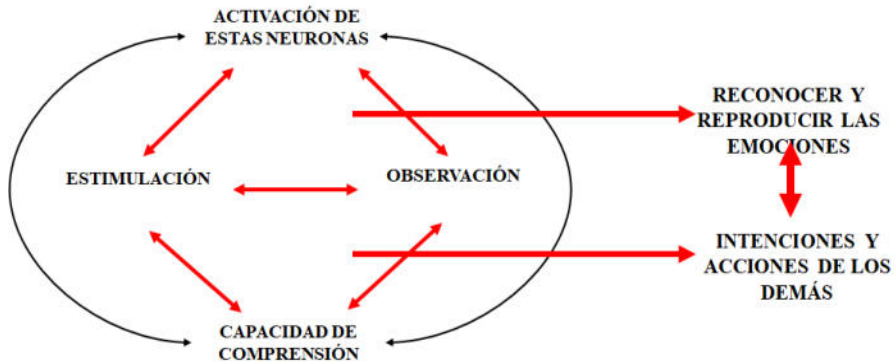 ACTIVACIÓN DE
ESTAS NEURONAS
RECONOCER Y
REPRODUCIR LAS
EMOCIONES
ESTIMULACIÓN
OBSERVACIÓN
INTENCIONES Y
ACCIONES DE LOS
DEMÁS
CAPACIDAD DE
COMPRENSIÓN